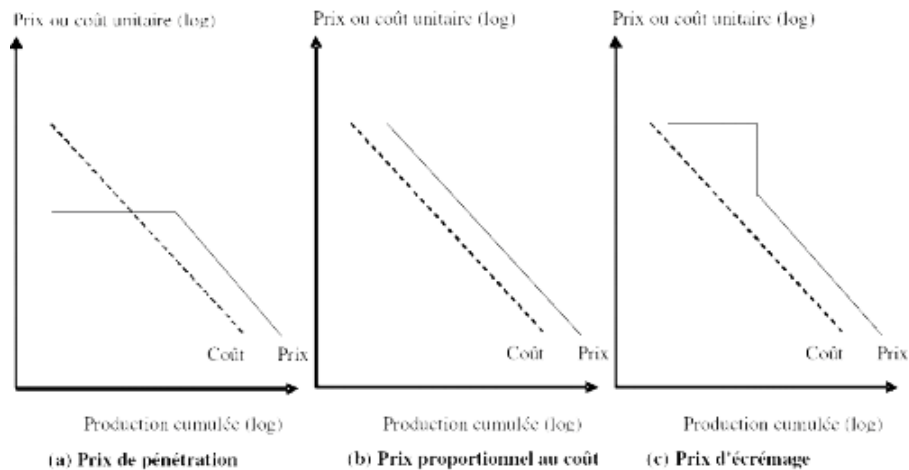 Prix ou coût unitaire (log)
Prix ou coût unitaire (log)
Prix ou coût unitaire (log)
Coût
Prix
Coût
Prix
Coût
Prix
Production cumulée (log)
Production cumulée (log)
Production cumulée (log)
(a) Prix de pénétration
(b) Prix proportionnel au coût
(c) Prix d'écrémage